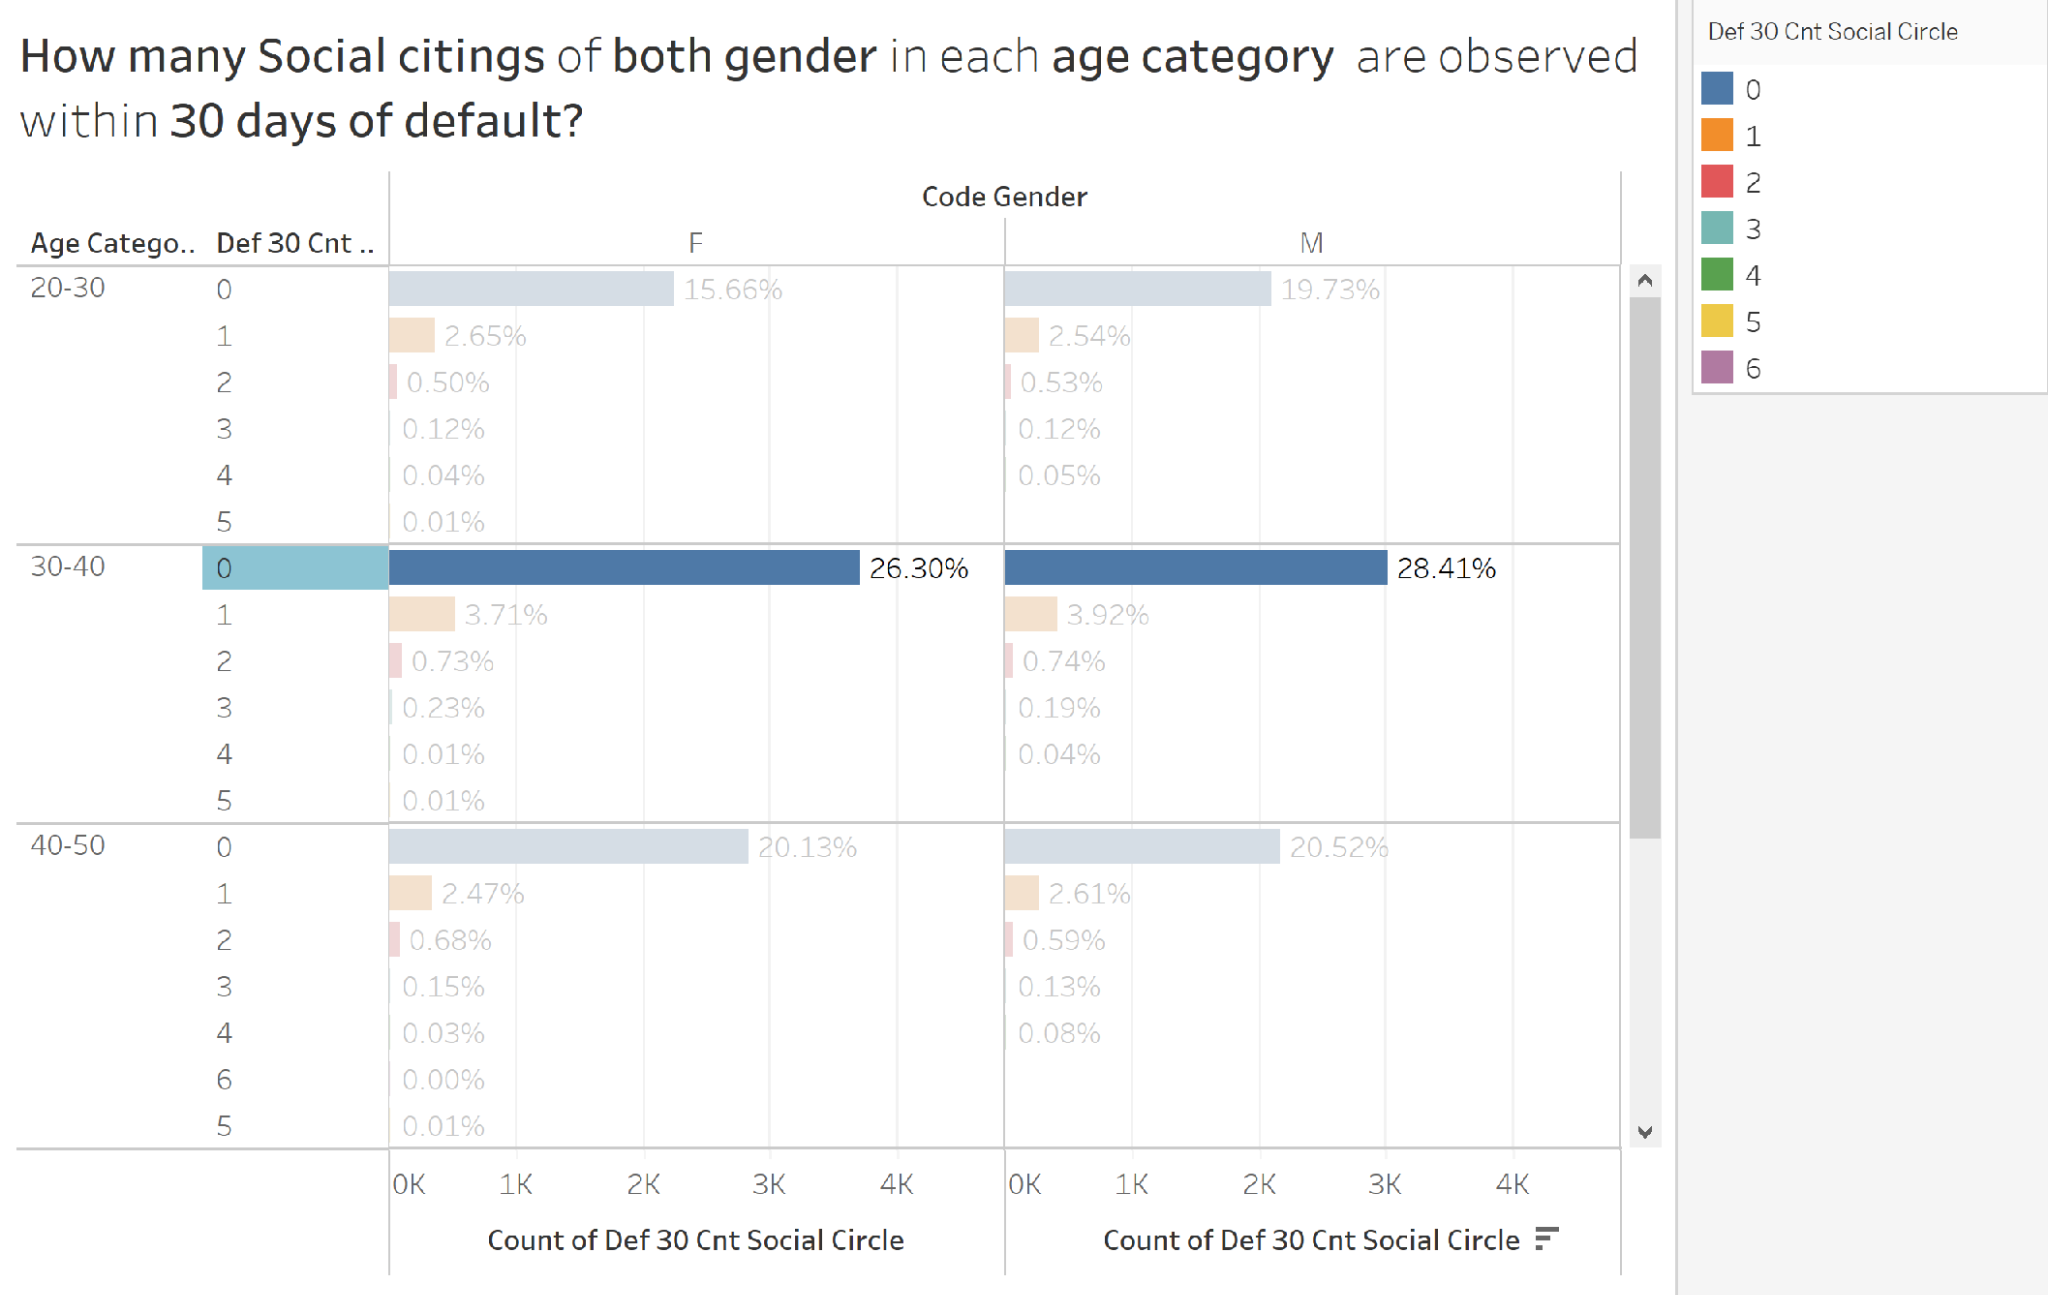 How many Social citings of both gender in each age category are observed
within 30 days of default?
Code Gender
Age Catego.. Def 30 Cnt .. F M
20-30 0 15.66% 19.73%
1 2.65% 2.54%
2 0.50% 0.53%
3 0.12% 0.12%
4 0.04% 0.05%
5 0.01%
30-40 0 26.30% 28.41%
1 3.71% 3.92%
2 0.73% 0.74%
3 0.23% 0.19%
4 0.01% 0.04%
5 0.01%
40-50 0 20.13% 20.52%
1 2.47% 2.61%
2 0.68% 0.59%
3 0.15% 0.13%
4 0.03% 0.08%
6 0.00%
5 0.01%
0K 1K 2K 3K 4K 0K 1K 2K 3K 4K
Count of Def 30 Cnt Social Circle Count of Def 30 Cnt Social Circle
Def 30 Cnt Social Circle
0
1
2
3
4
5
6